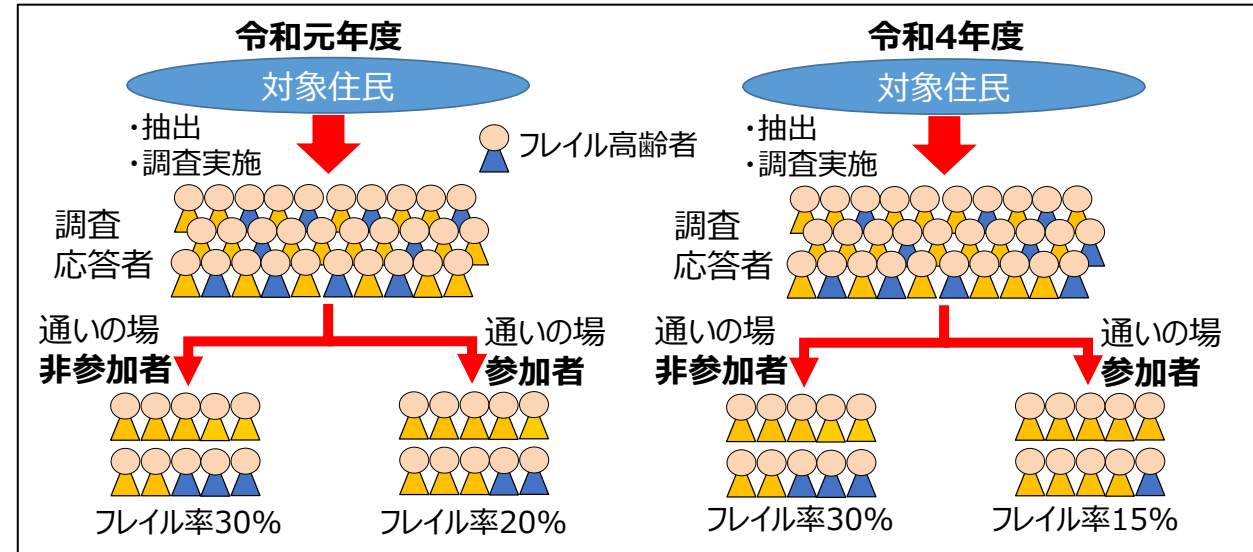 令和元年度
対象住民
・抽出
・調査実施
フレイル高齢者
調査
応答者
通いの場
非参加者
通いの場
参加者
フレイル率30%
フレイル率20%
令和4年度
対象住民
・抽出
・調査実施
調査
応答者
通いの場
非参加者
通いの場
参加者
フレイル率30%
フレイル率15%